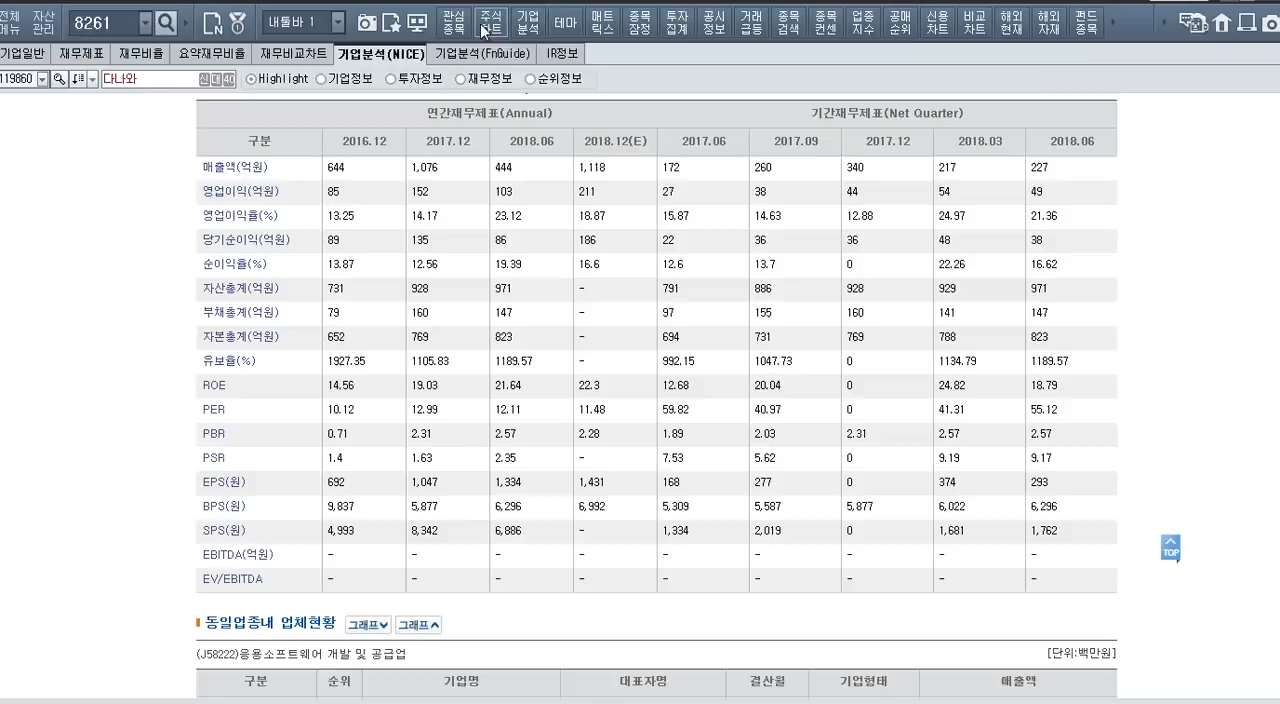 전체 메뉴 자산 관리 8261 내툴바 1 관심 종목 주식 차트 기업 분석 테마 매트 릭스 종목 잠정 투자 집계 공시 정보 거래 급등 종목 검색 종목 컨센 업종 지수 공매 순위 신용 차트 비교 차트 해외 현재 해외 자재 펀드 종목
기업일반 재무제표 재무비율 요약재무비율 재무비교차트 기업분석(NICE) 기업분석(FnGuide) IR정보
119860 다나와 신 대 40 Highlight 기업정보 투자정보 재무정보 순위정보
연간재무제표(Annual) 기간재무제표(Net Quarter)
구분 2016.12 2017.12 2018.06 2018.12(E) 2017.06 2017.09 2017.12 2018.03 2018.06
매출액(억원) 644 1,076 444 1,118 172 260 340 217 227
영업이익(억원) 85 152 103 211 27 38 44 54 49
영업이익률(%) 13.25 14.17 23.12 18.87 15.87 14.63 12.88 24.97 21.36
당기순이익(억원) 89 135 86 186 22 36 36 48 38
순이익률(%) 13.87 12.56 19.39 16.6 12.6 13.7 0 22.26 16.62
자산총계(억원) 731 928 971 - 791 886 928 929 971
부채총계(억원) 79 160 147 - 97 155 160 141 147
자본총계(억원) 652 769 823 - 694 731 769 788 823
유보율(%) 1927.35 1105.83 1189.57 - 992.15 1047.73 0 1134.79 1189.57
ROE 14.56 19.03 21.64 22.3 12.68 20.04 0 24.82 18.79
PER 10.12 12.99 12.11 11.48 59.82 40.97 0 41.31 55.12
PBR 0.71 2.31 2.57 2.28 1.89 2.03 2.31 2.57 2.57
PSR 1.4 1.63 2.35 - 7.53 5.62 0 9.19 9.17
EPS(원) 692 1,047 1,334 1,431 168 277 0 374 293
BPS(원) 9,837 5,877 6,296 6,992 5,309 5,587 5,877 6,022 6,296
SPS(원) 4,993 8,342 6,886 - 1,334 2,019 0 1,681 1,762
EBITDA(억원) - - - - - - - - -
EV/EBITDA - - - - - - - - -
TOP
동일업종내 업체현황 그래프 그래프
(J58222)응용소프트웨어 개발 및 공급업 [단위:백만원]
구분 순위 기업명 대표자명 결산월 기업형태 매출액